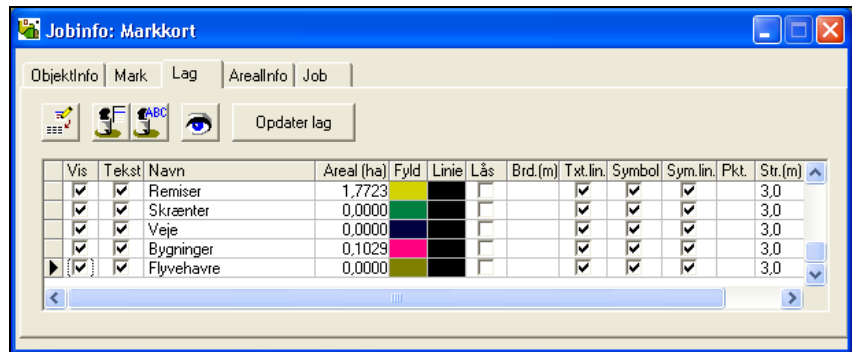 Jobinfo: Markkort
ObjektInfo Mark Lag ArealInfo Job
ABC Opdater lag
Vis Tekst Navn Areal (ha) Fyld Linie Lås Brd.(m) Txt.lin. Symbol Sym.lin. Pkt. Str.(m)
Remiser 1,7723 3,0
Skrænter 0,0000 3,0
Veje 0,0000 3,0
Bygninger 0,1029 3,0
Flyvehavre 0,0000 3,0